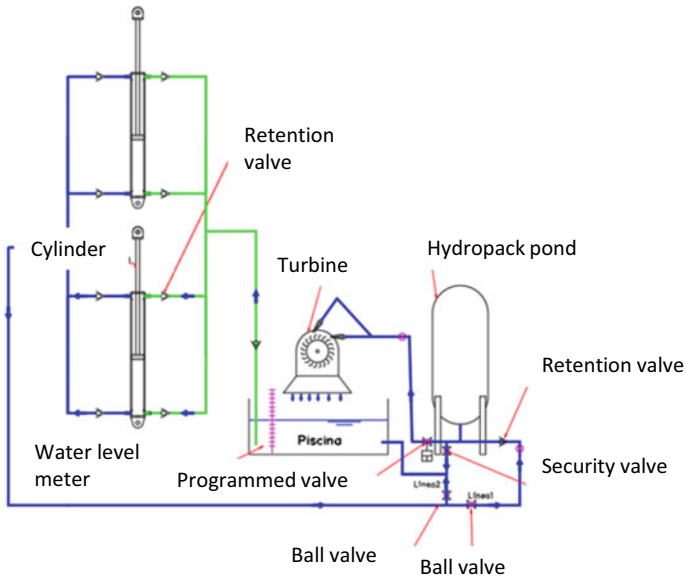 Retention
valve
Cylinder
Turbine
Hydropack pond
Retention valve
Piscina
Water level
meter
Programmed valve
Security valve
Línea2
Línea1
Ball valve
Ball valve